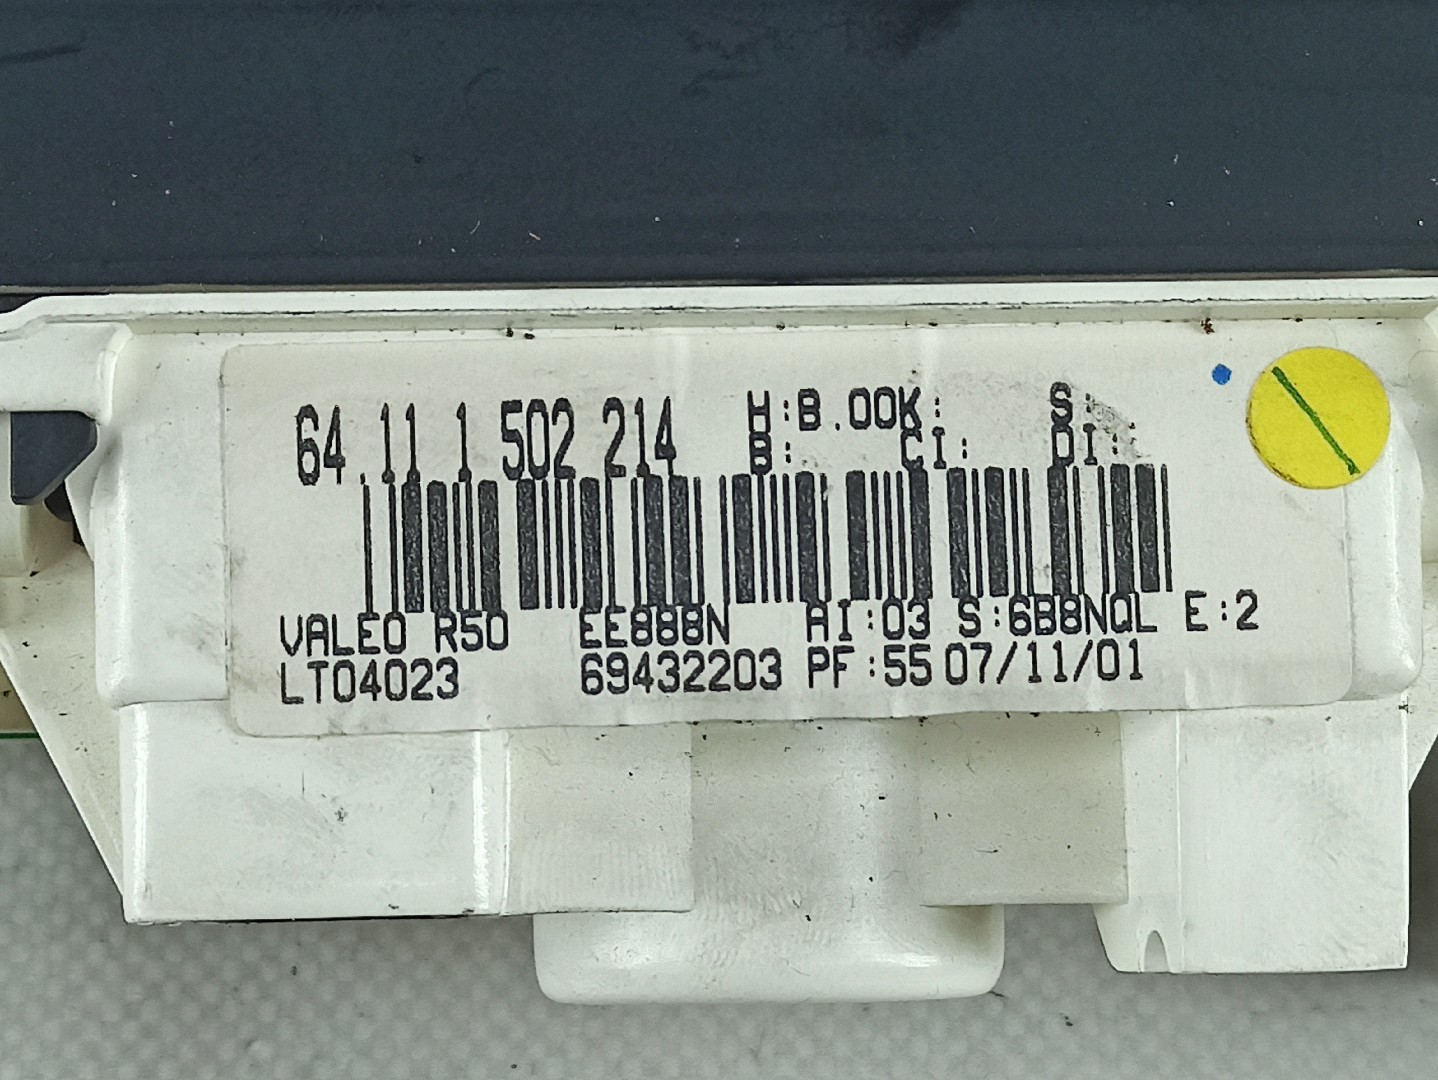 64.11 1 502 214 H:B.00K: S:
B: CI: DI:
VALEO R50 EE888N AI:03 S:6B8NQL E:2
LT04023 69432203 PF:55 07/11/01